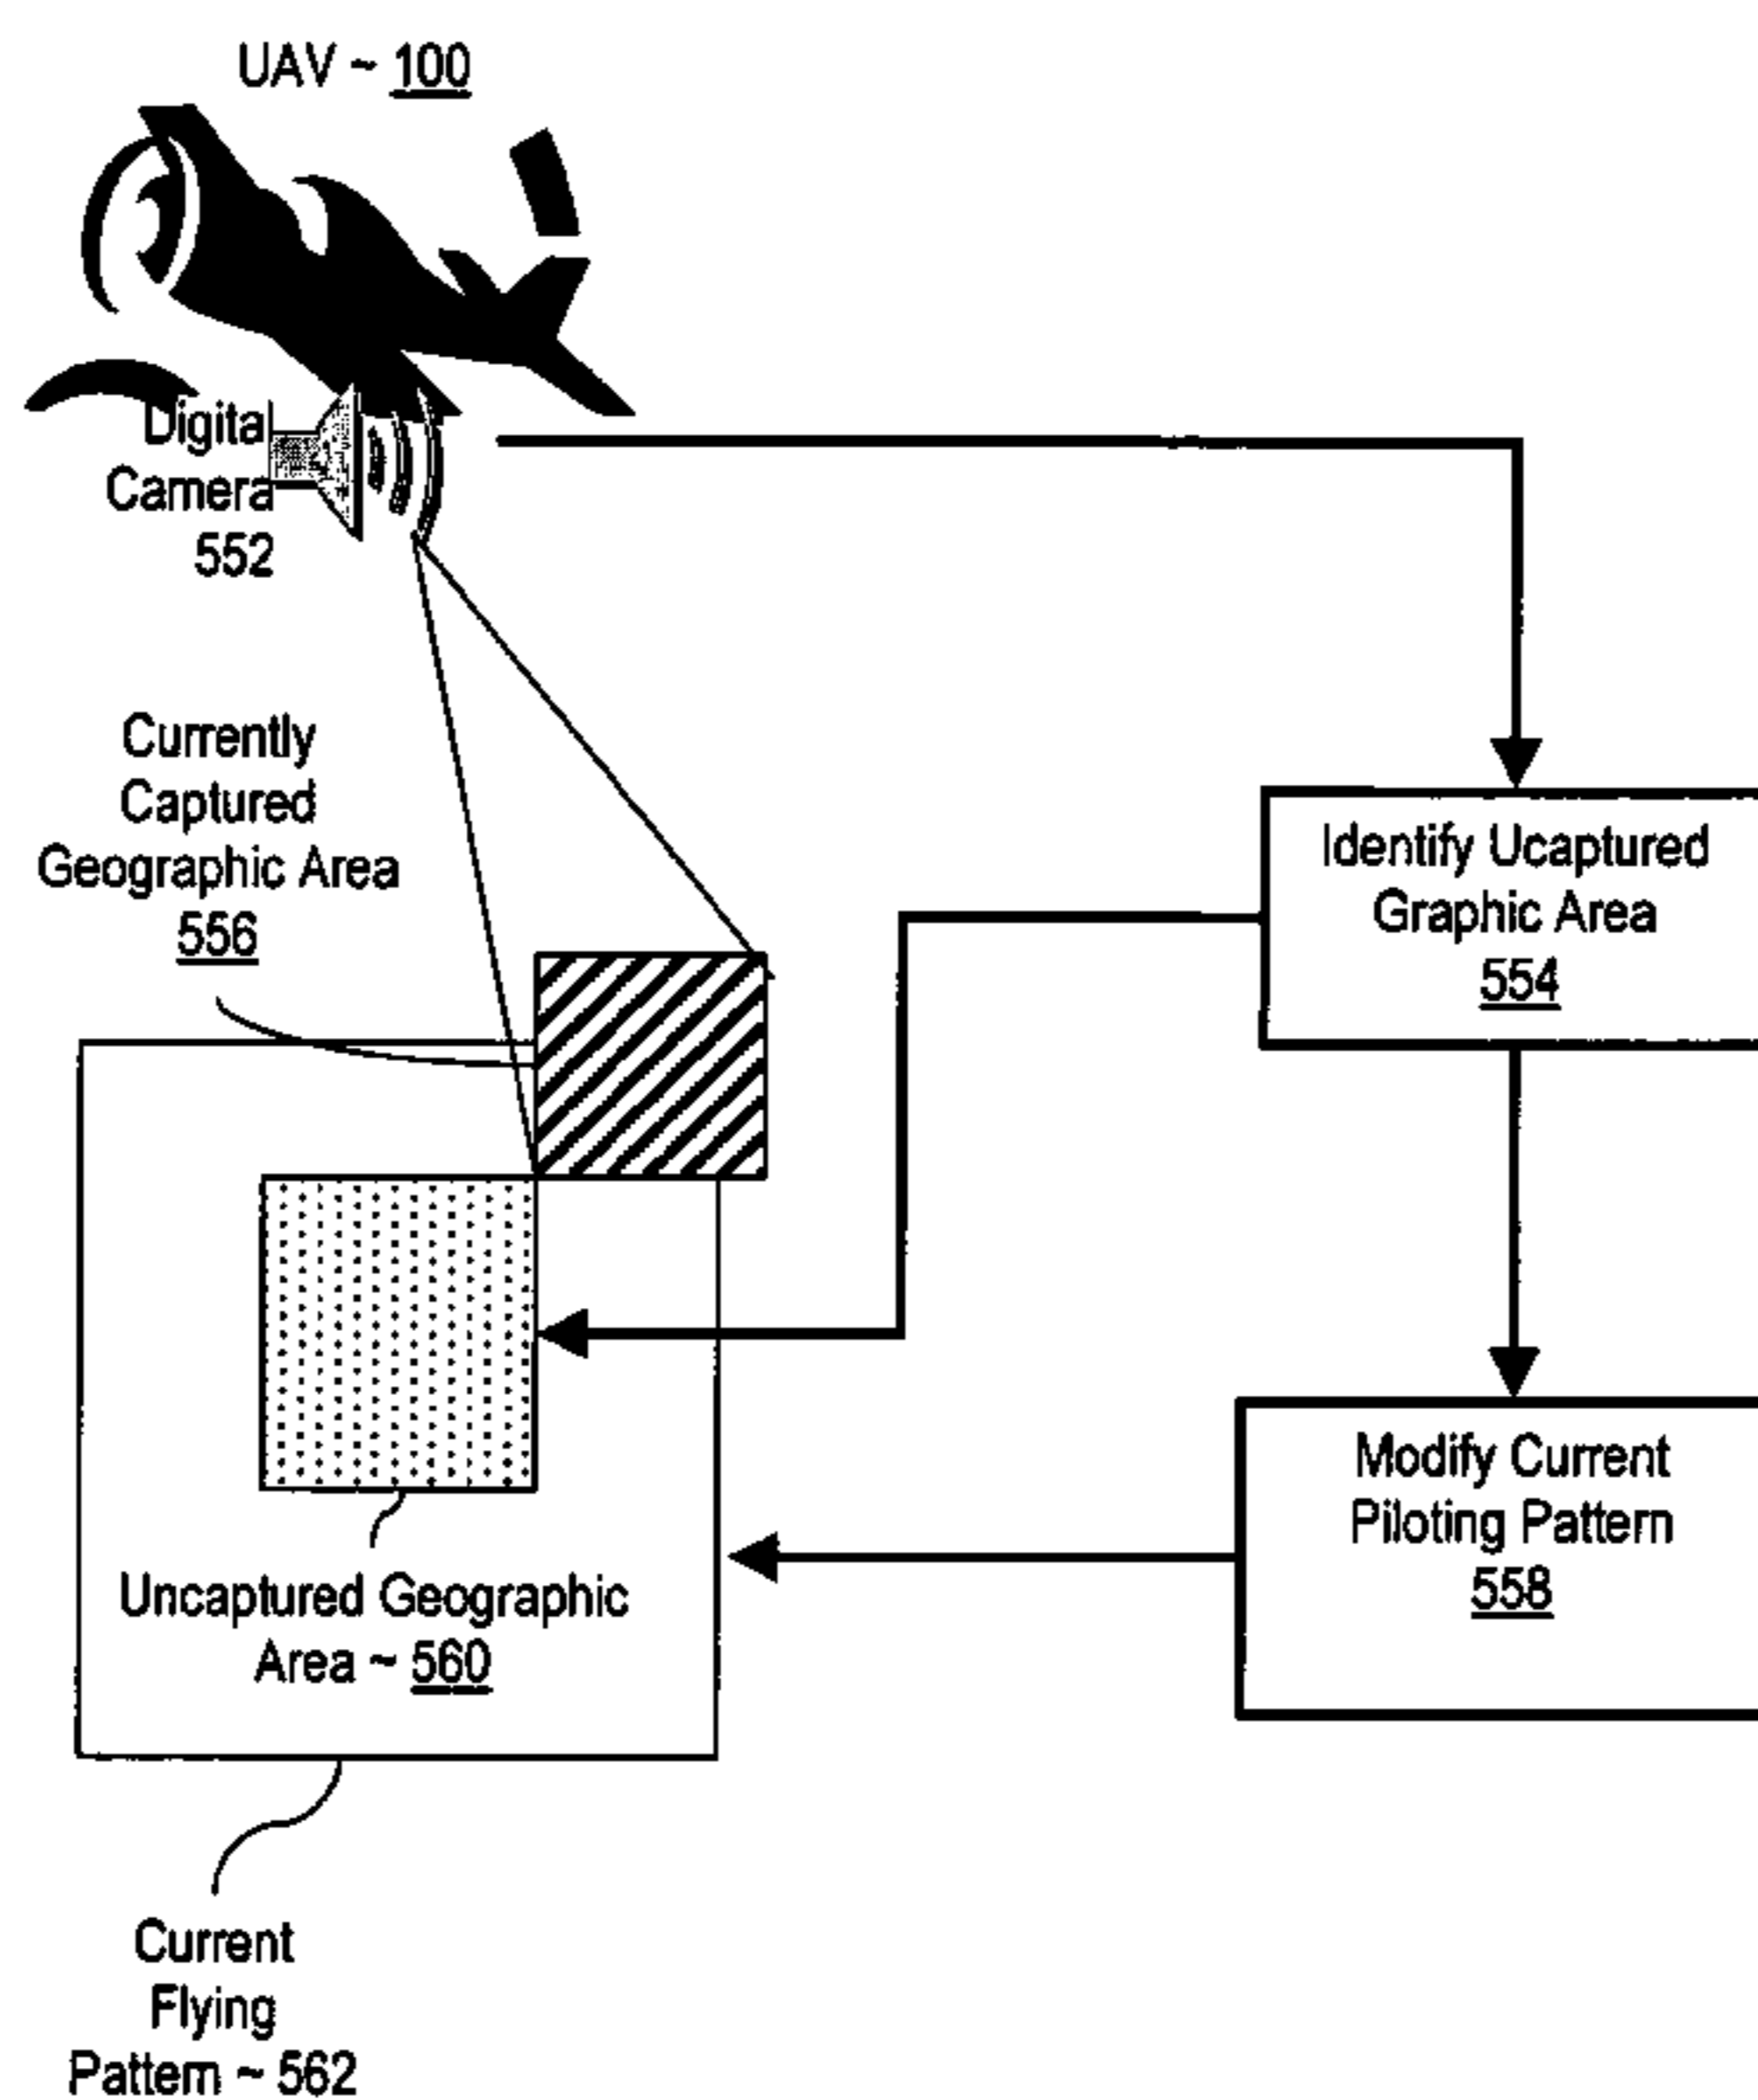 UAV ~ 100
Digital
Camera
552
Currently
Captured
Geographic Area
556
Identify Ucaptured
Graphic Area
554
Modify Current
Piloting Pattern
558
Uncaptured Geographic
Area ~ 560
Current
Flying
Pattern ~ 562